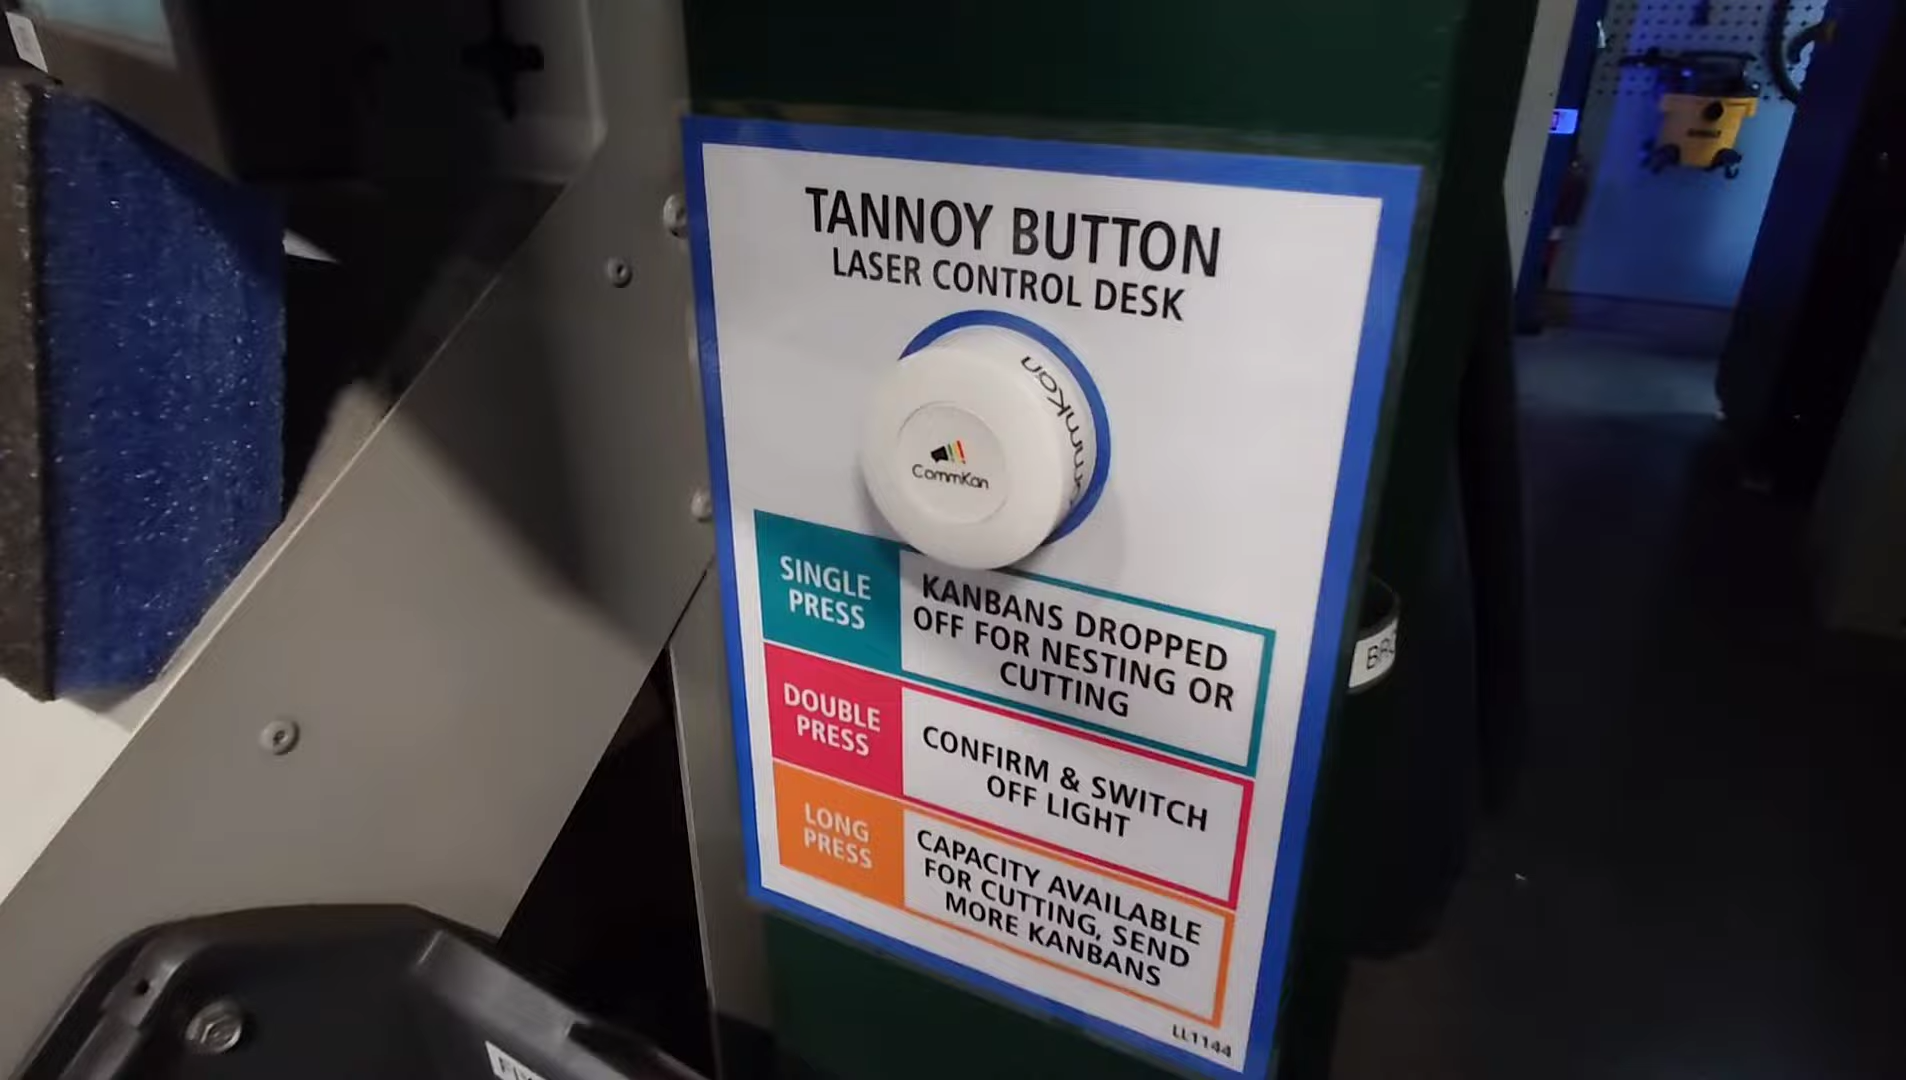 TANNOY BUTTON
LASER CONTROL DESK
CommKan
CommKan
SINGLE
PRESS
KANBANS DROPPED
OFF FOR NESTING OR
CUTTING
DOUBLE
PRESS
CONFIRM & SWITCH
OFF LIGHT
LONG
PRESS
CAPACITY AVAILABLE
FOR CUTTING, SEND
MORE KANBANS
LL1144